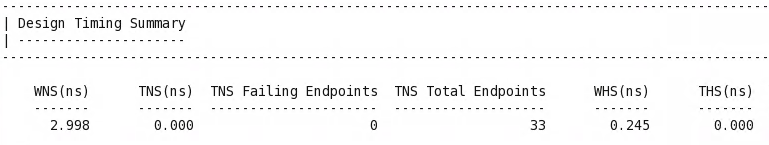 | Design Timing Summary
| --------------------
WNS(ns) TNS(ns) TNS Failing Endpoints TNS Total Endpoints WHS(ns) THS(ns)
------- ------- --------------------- ------------------- ------- -------
2.998 0.000 0 33 0.245 0.000